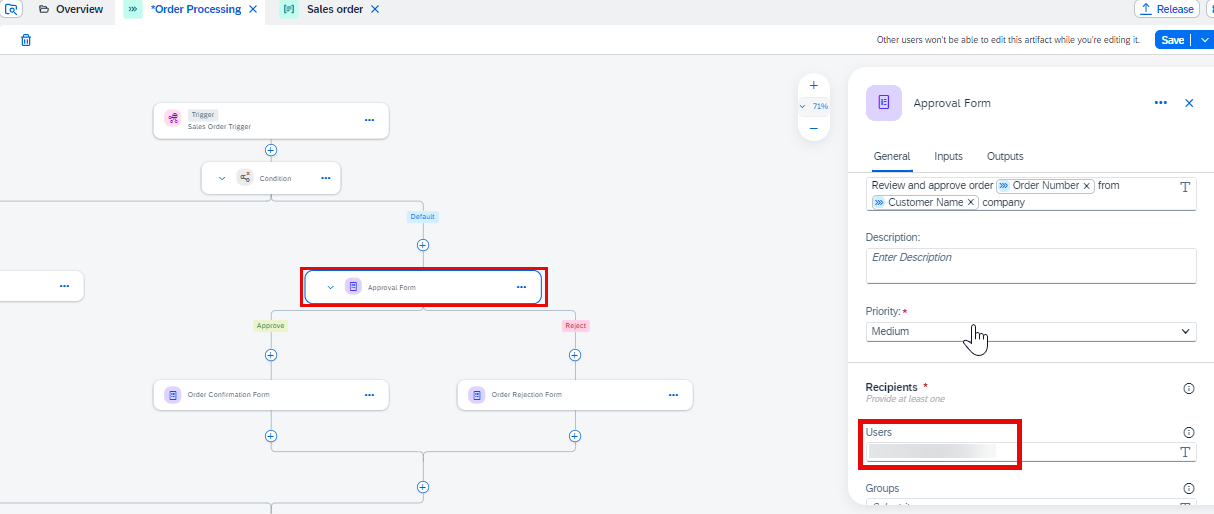 Overview
*Order Processing
Sales order
Release
Other users won't be able to edit this artifact while you're editing it.
Save
Trigger
Sales Order Trigger
Condition
Default
Approval Form
Approve
Reject
Order Confirmation Form
Order Rejection Form
71%
Approval Form
General Inputs Outputs
Review and approve order Order Number × from
Customer Name × company
Description:
Enter Description
Priority: *
Medium
Recipients *
Provide at least one
Users
Groups